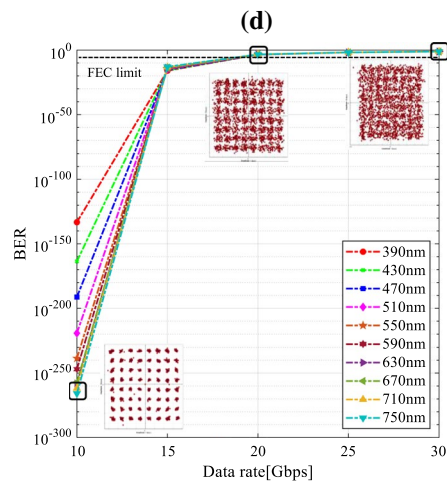 (d)
10^0
FEC limit
10^-50
10^-100
10^-150
10^-200
10^-250
10^-300
BER
390nm
430nm
470nm
510nm
550nm
590nm
630nm
670nm
710nm
750nm
10 15 20 25 30
Data rate[Gbps]